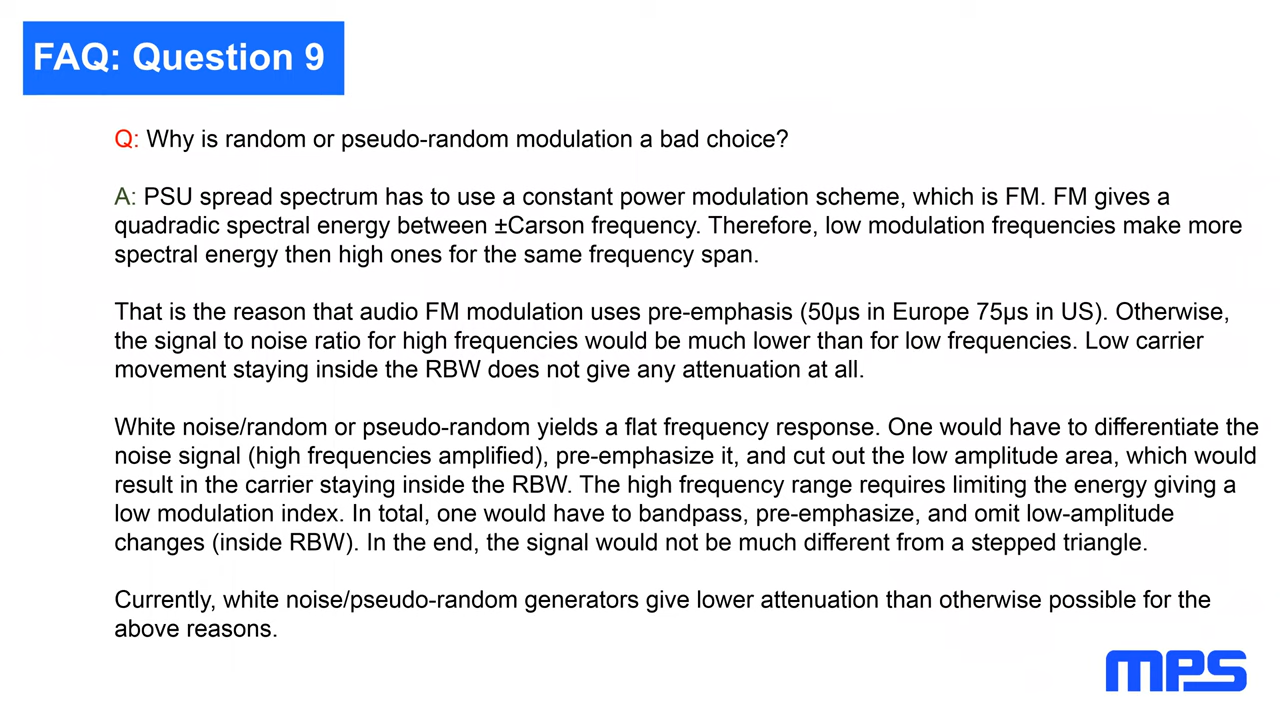 FAQ: Question 9
Q: Why is random or pseudo-random modulation a bad choice?
A: PSU spread spectrum has to use a constant power modulation scheme, which is FM. FM gives a
quadradic spectral energy between ±Carson frequency. Therefore, low modulation frequencies make more
spectral energy then high ones for the same frequency span.
That is the reason that audio FM modulation uses pre-emphasis (50µs in Europe 75µs in US). Otherwise,
the signal to noise ratio for high frequencies would be much lower than for low frequencies. Low carrier
movement staying inside the RBW does not give any attenuation at all.
White noise/random or pseudo-random yields a flat frequency response. One would have to differentiate the
noise signal (high frequencies amplified), pre-emphasize it, and cut out the low amplitude area, which would
result in the carrier staying inside the RBW. The high frequency range requires limiting the energy giving a
low modulation index. In total, one would have to bandpass, pre-emphasize, and omit low-amplitude
changes (inside RBW). In the end, the signal would not be much different from a stepped triangle.
Currently, white noise/pseudo-random generators give lower attenuation than otherwise possible for the
above reasons.
mps